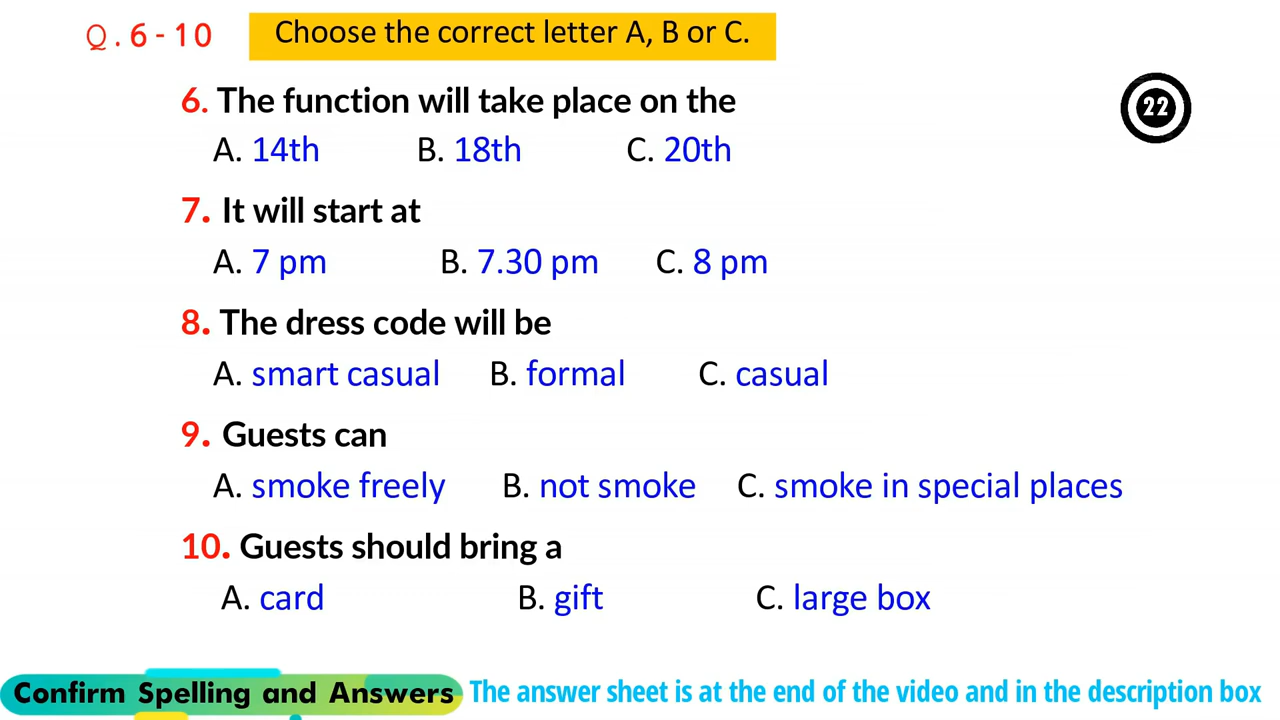 Q.6-10 Choose the correct letter A, B or C.
6. The function will take place on the
22
A. 14th B. 18th C. 20th
7. It will start at
A. 7 pm B. 7.30 pm C. 8 pm
8. The dress code will be
A. smart casual B. formal C. casual
9. Guests can
A. smoke freely B. not smoke C. smoke in special places
10. Guests should bring a
A. card B. gift C. large box
Confirm Spelling and Answers The answer sheet is at the end of the video and in the description box